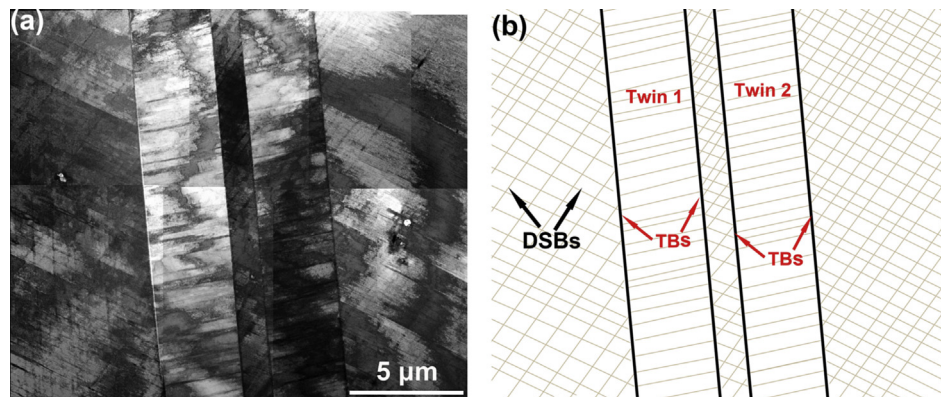 (a)
5 μm
(b)
Twin 1
Twin 2
DSBs
TBs
TBs